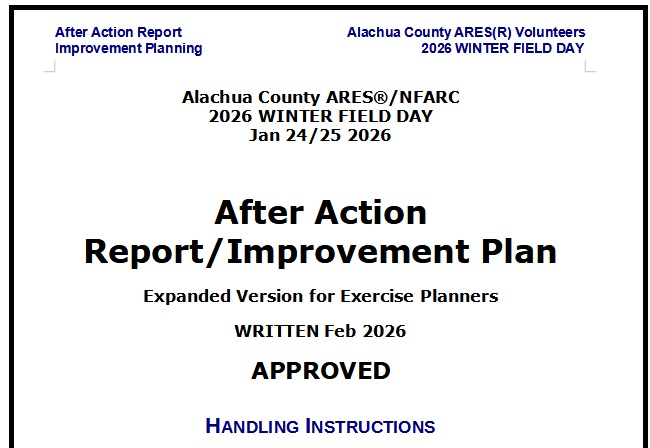 After Action Report
Improvement Planning
Alachua County ARES(R) Volunteers
2026 WINTER FIELD DAY
Alachua County ARES®/NFARC
2026 WINTER FIELD DAY
Jan 24/25 2026
After Action
Report/Improvement Plan
Expanded Version for Exercise Planners
WRITTEN Feb 2026
APPROVED
HANDLING INSTRUCTIONS